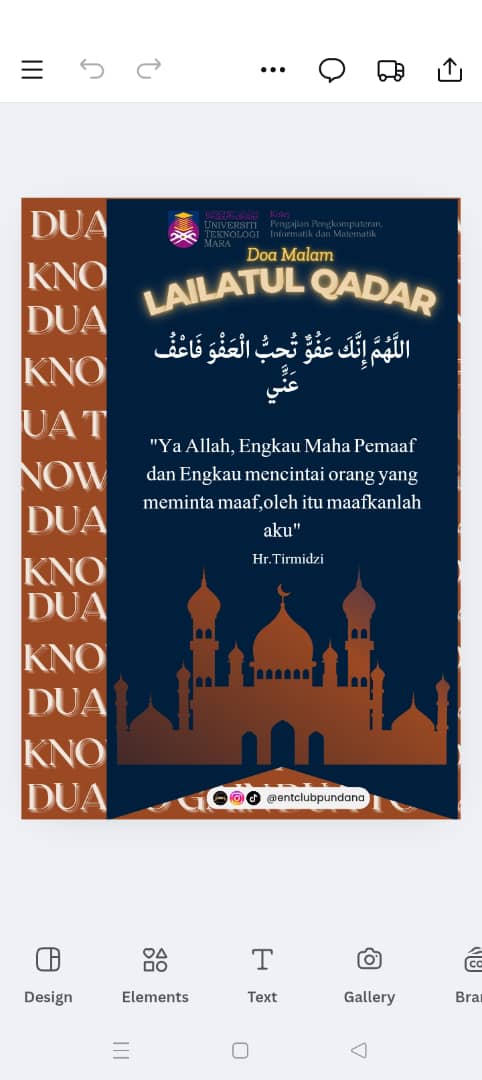 DUA
KNO
DUA
KNO
UA T
NOW
DUA
KNO
DUA
KNO
DUA
KNO
DUA
UNIVERSITI
TEKNOLOGI
MARA
Kolej
Pengajian Pengkomputeran,
Informatik dan Matematik
Doa Malam
LAILATUL QADAR
اللَّهُمَّ إِنَّكَ عَفُوٌّ تُحِبُّ الْعَفْوَ فَاعْفُ
عَنِّي
"Ya Allah, Engkau Maha Pemaaf
dan Engkau mencintai orang yang
meminta maaf,oleh itu maafkanlah
aku"
Hr.Tirmidzi
@entclubpundana
Design
Elements
Text
Gallery
Bra